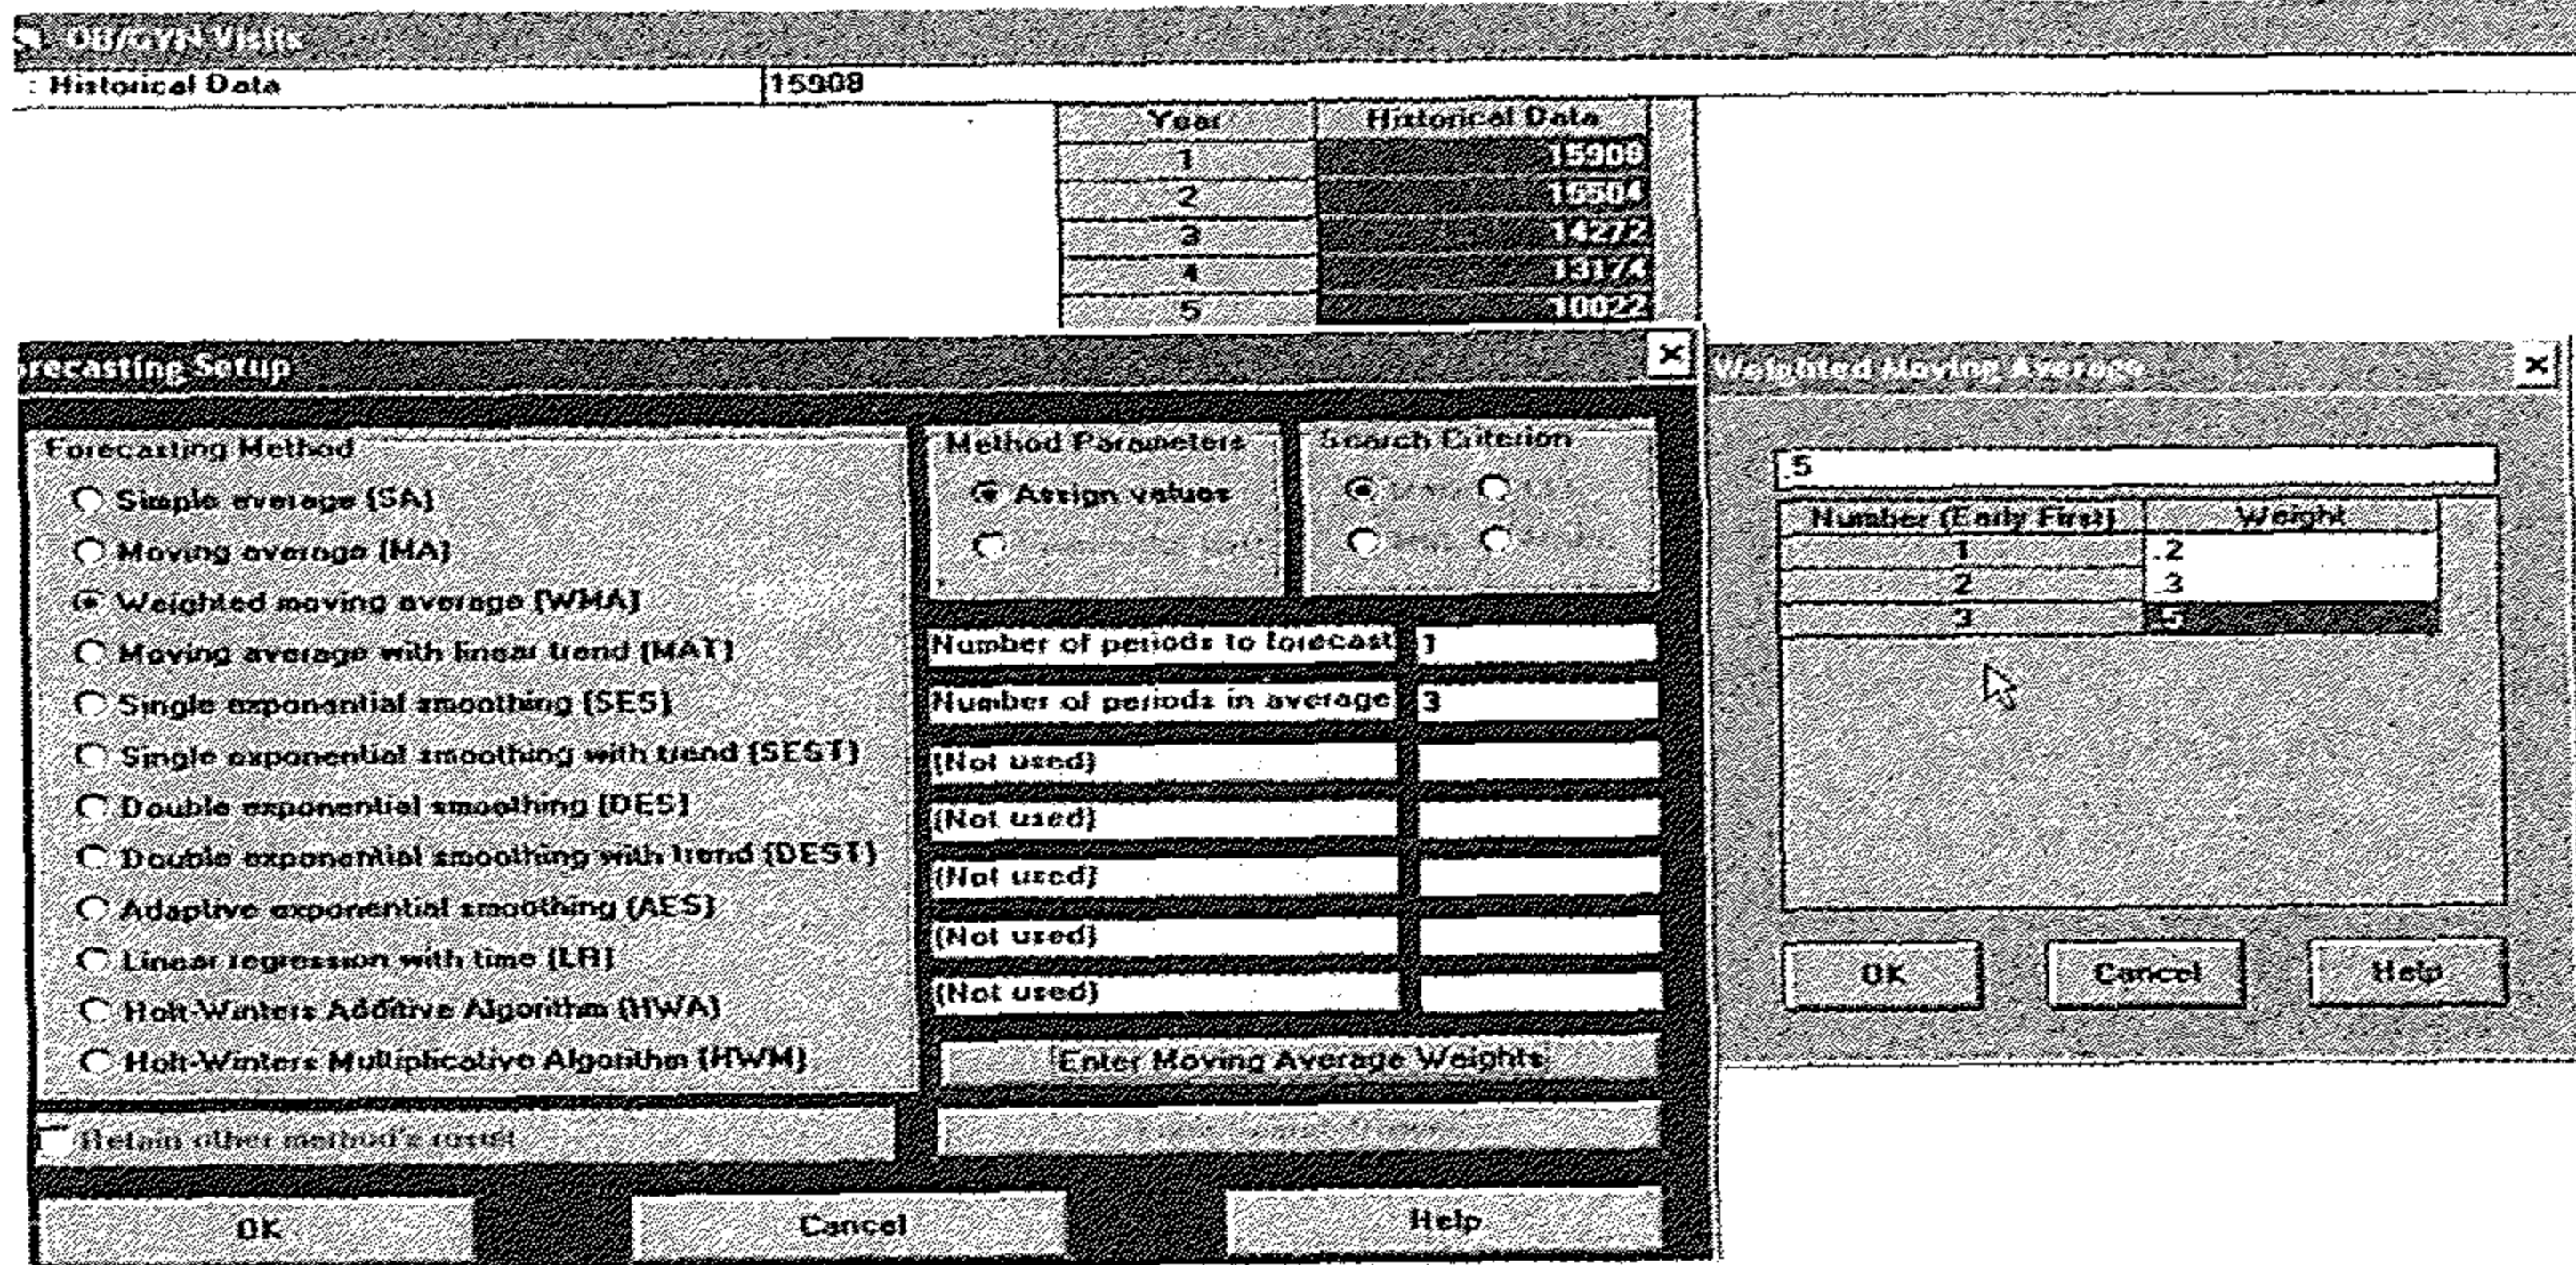 OB/GYN Visits
: Historical Data 15908
Year Historical Data
1 15908
2 15504
3 14272
4 13174
5 10022
recasting Setup
Forecasting Method
Simple average (SA)
Moving average (MA)
Weighted moving average (WMA)
Moving average with linear trend (MAT)
Single exponential smoothing (SES)
Single exponential smoothing with trend (SEST)
Double exponential smoothing (DES)
Double exponential smoothing with trend (DEST)
Adaptive exponential smoothing (AES)
Linear regression with time (LR)
Holt-Winters Additive Algorithm (HWA)
Holt-Winters Multiplicative Algorithm (HWM)
Retain other method's result
Method Parameters
Assign values
Search Criterion
Number of periods to forecast 1
Number of periods in average 3
(Not used)
(Not used)
(Not used)
(Not used)
(Not used)
Enter Moving Average Weights
OK Cancel Help
Weighted Moving Average
.5
Number (Early First) Weight
1 .2
2 .3
3 .5
OK Cancel Help